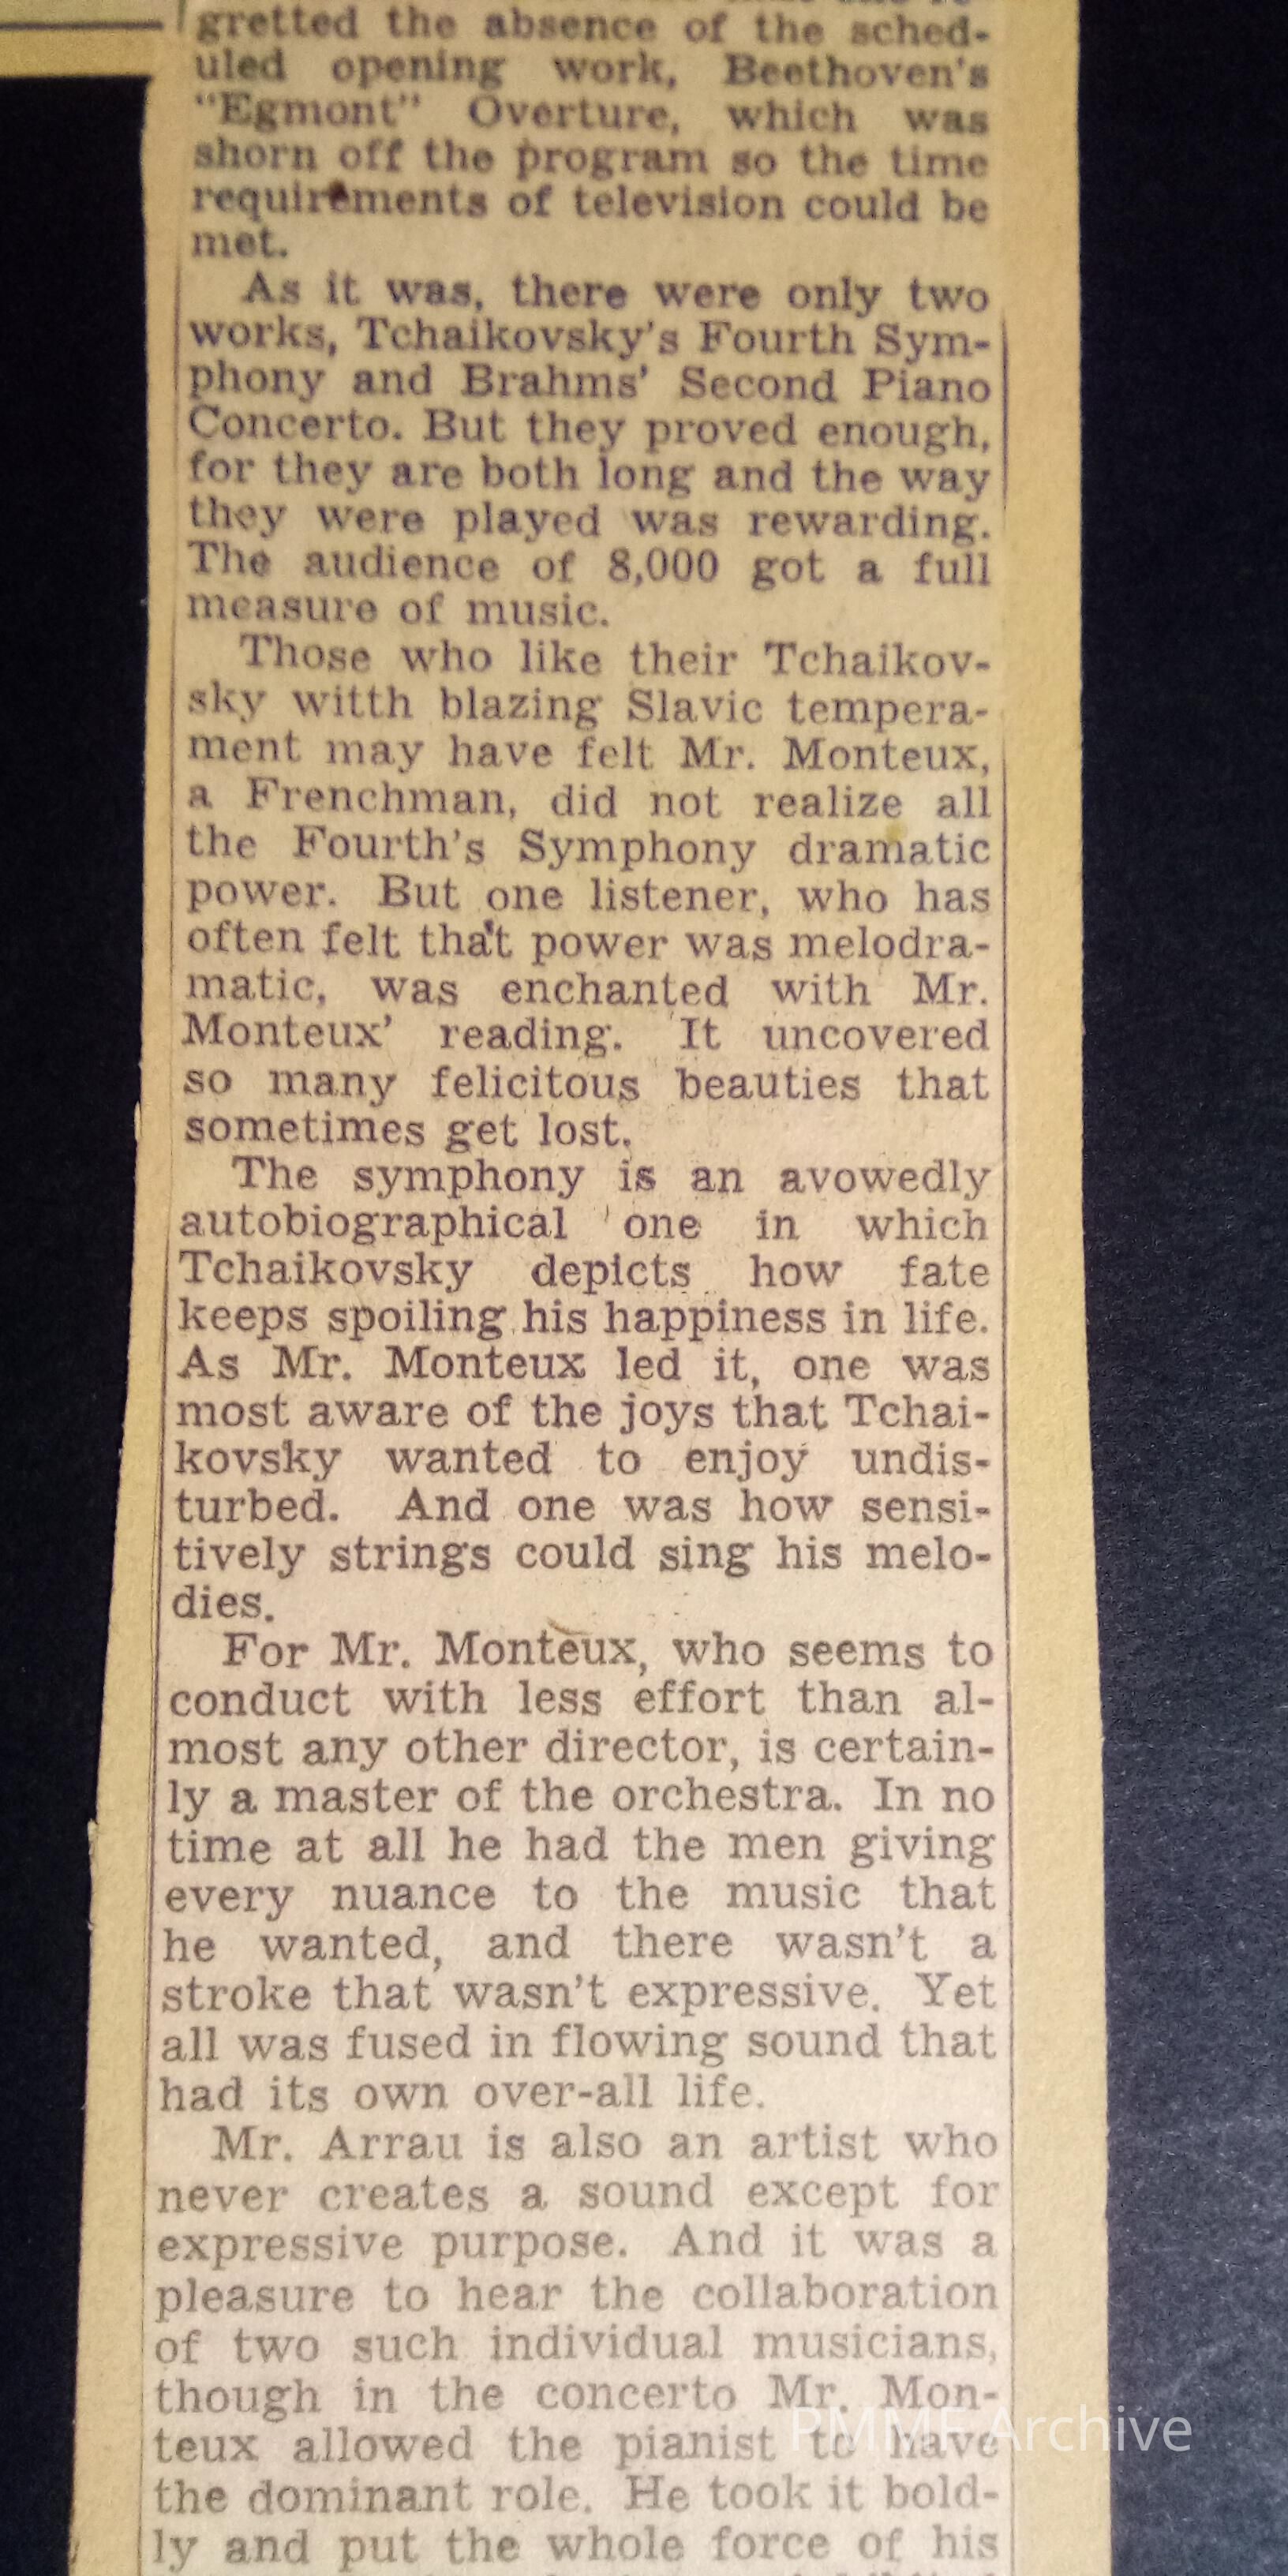 gretted the absence of the sched-
uled opening work, Beethoven's
"Egmont" Overture, which was
shorn off the program so the time
requirements of television could be
met.
As it was, there were only two
works, Tchaikovsky's Fourth Sym-
phony and Brahms' Second Piano
Concerto. But they proved enough,
for they are both long and the way
they were played was rewarding.
The audience of 8,000 got a full
measure of music.
Those who like their Tchaikov-
sky witth blazing Slavic tempera-
ment may have felt Mr. Monteux,
a Frenchman, did not realize all
the Fourth's Symphony dramatic
power. But one listener, who has
often felt that power was melodra-
matic, was enchanted with Mr.
Monteux' reading. It uncovered
so many felicitous beauties that
sometimes get lost.
The symphony is an avowedly
autobiographical one in which
Tchaikovsky depicts how fate
keeps spoiling his happiness in life.
As Mr. Monteux led it, one was
most aware of the joys that Tchai-
kovsky wanted to enjoy undis-
turbed. And one was how sensi-
tively strings could sing his melo-
dies.
For Mr. Monteux, who seems to
conduct with less effort than al-
most any other director, is certain-
ly a master of the orchestra. In no
time at all he had the men giving
every nuance to the music that
he wanted, and there wasn't a
stroke that wasn't expressive. Yet
all was fused in flowing sound that
had its own over-all life.
Mr. Arrau is also an artist who
never creates a sound except for
expressive purpose. And it was a
pleasure to hear the collaboration
of two such individual musicians,
though in the concerto Mr. Mon-
teux allowed the pianist to have
the dominant role. He took it bold-
ly and put the whole force of his
PMMF Archive